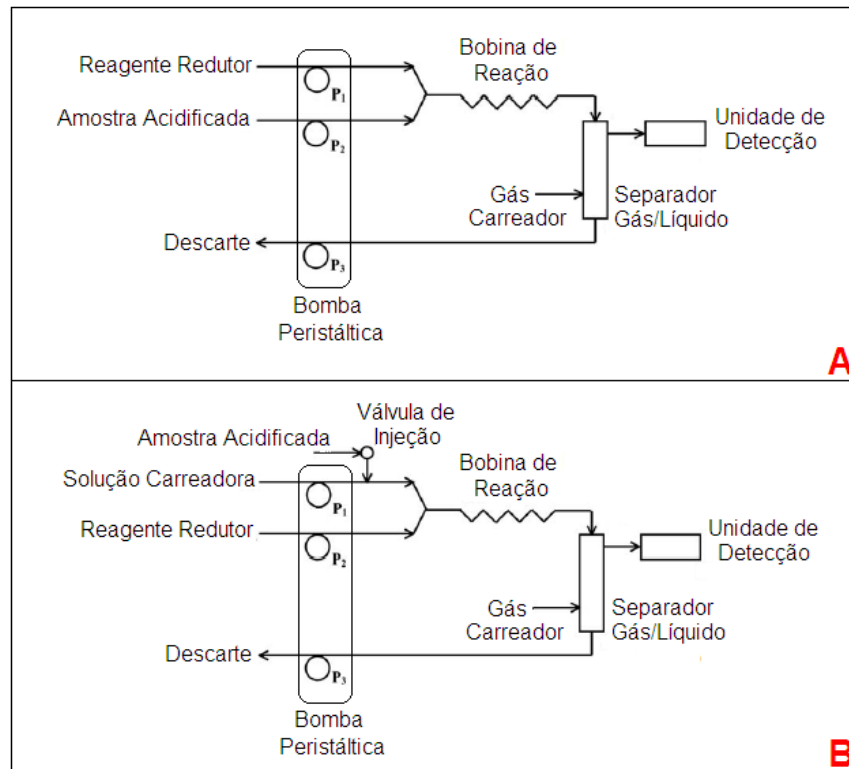 Reagente Redutor
P₁
Bobina de
Reação
Amostra Acidificada
P₂
Unidade de
Detecção
Gás
Carreador
Separador
Gás/Líquido
Descarte
P₃
Bomba
Peristáltica
A
Amostra Acidificada
Válvula de
Injeção
Solução Carreadora
P₁
Bobina de
Reação
Reagente Redutor
P₂
Unidade de
Detecção
Gás
Carreador
Separador
Gás/Líquido
Descarte
P₃
Bomba
Peristáltica
B